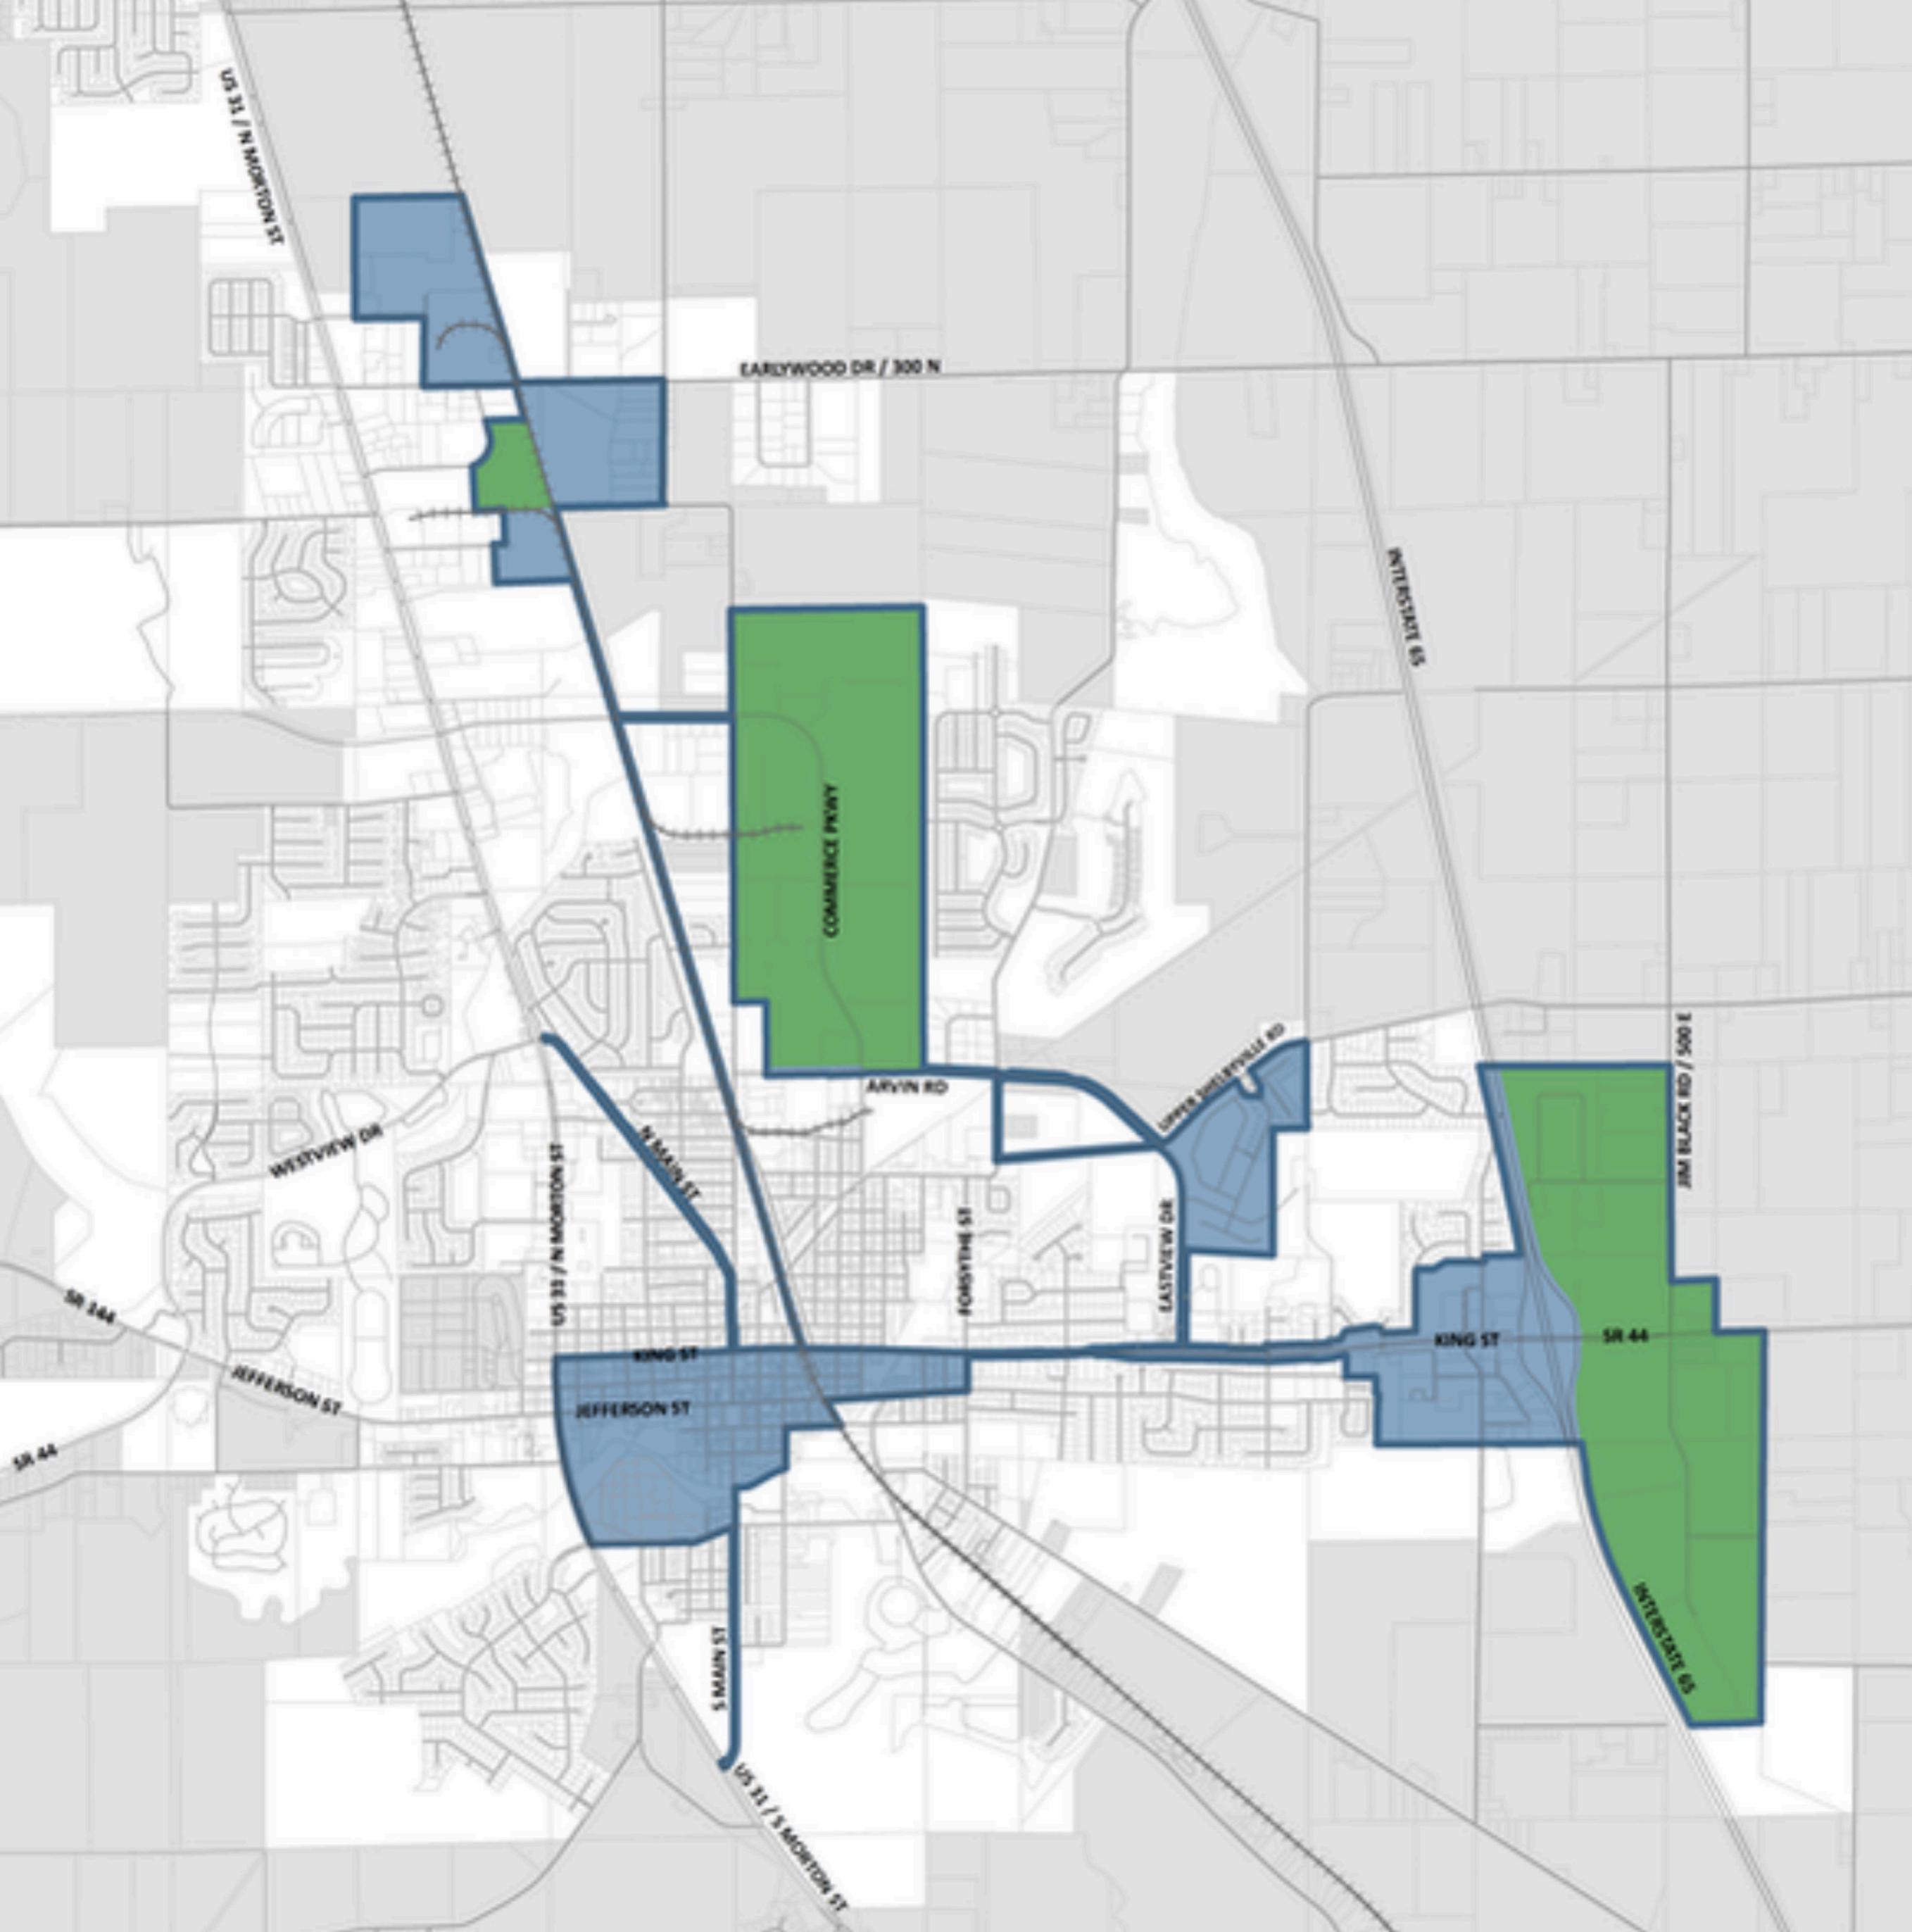 US 31 / N MORTON ST
EARLYWOOD DR / 300 N
INTERSTATE 65
COMMERCE PKWY
JIM BLACK RD / 500 E
UPPER SHELBYVILLE RD
ARVIN RD
WESTVIEW DR
N MAIN ST
US 31 / N MORTON ST
FORSYTHE ST
EASTVIEW DR
SR 144
KING ST
KING ST
SR 44
JEFFERSON ST
JEFFERSON ST
SR 44
INTERSTATE 65
S MAIN ST
US 31 / S MORTON ST